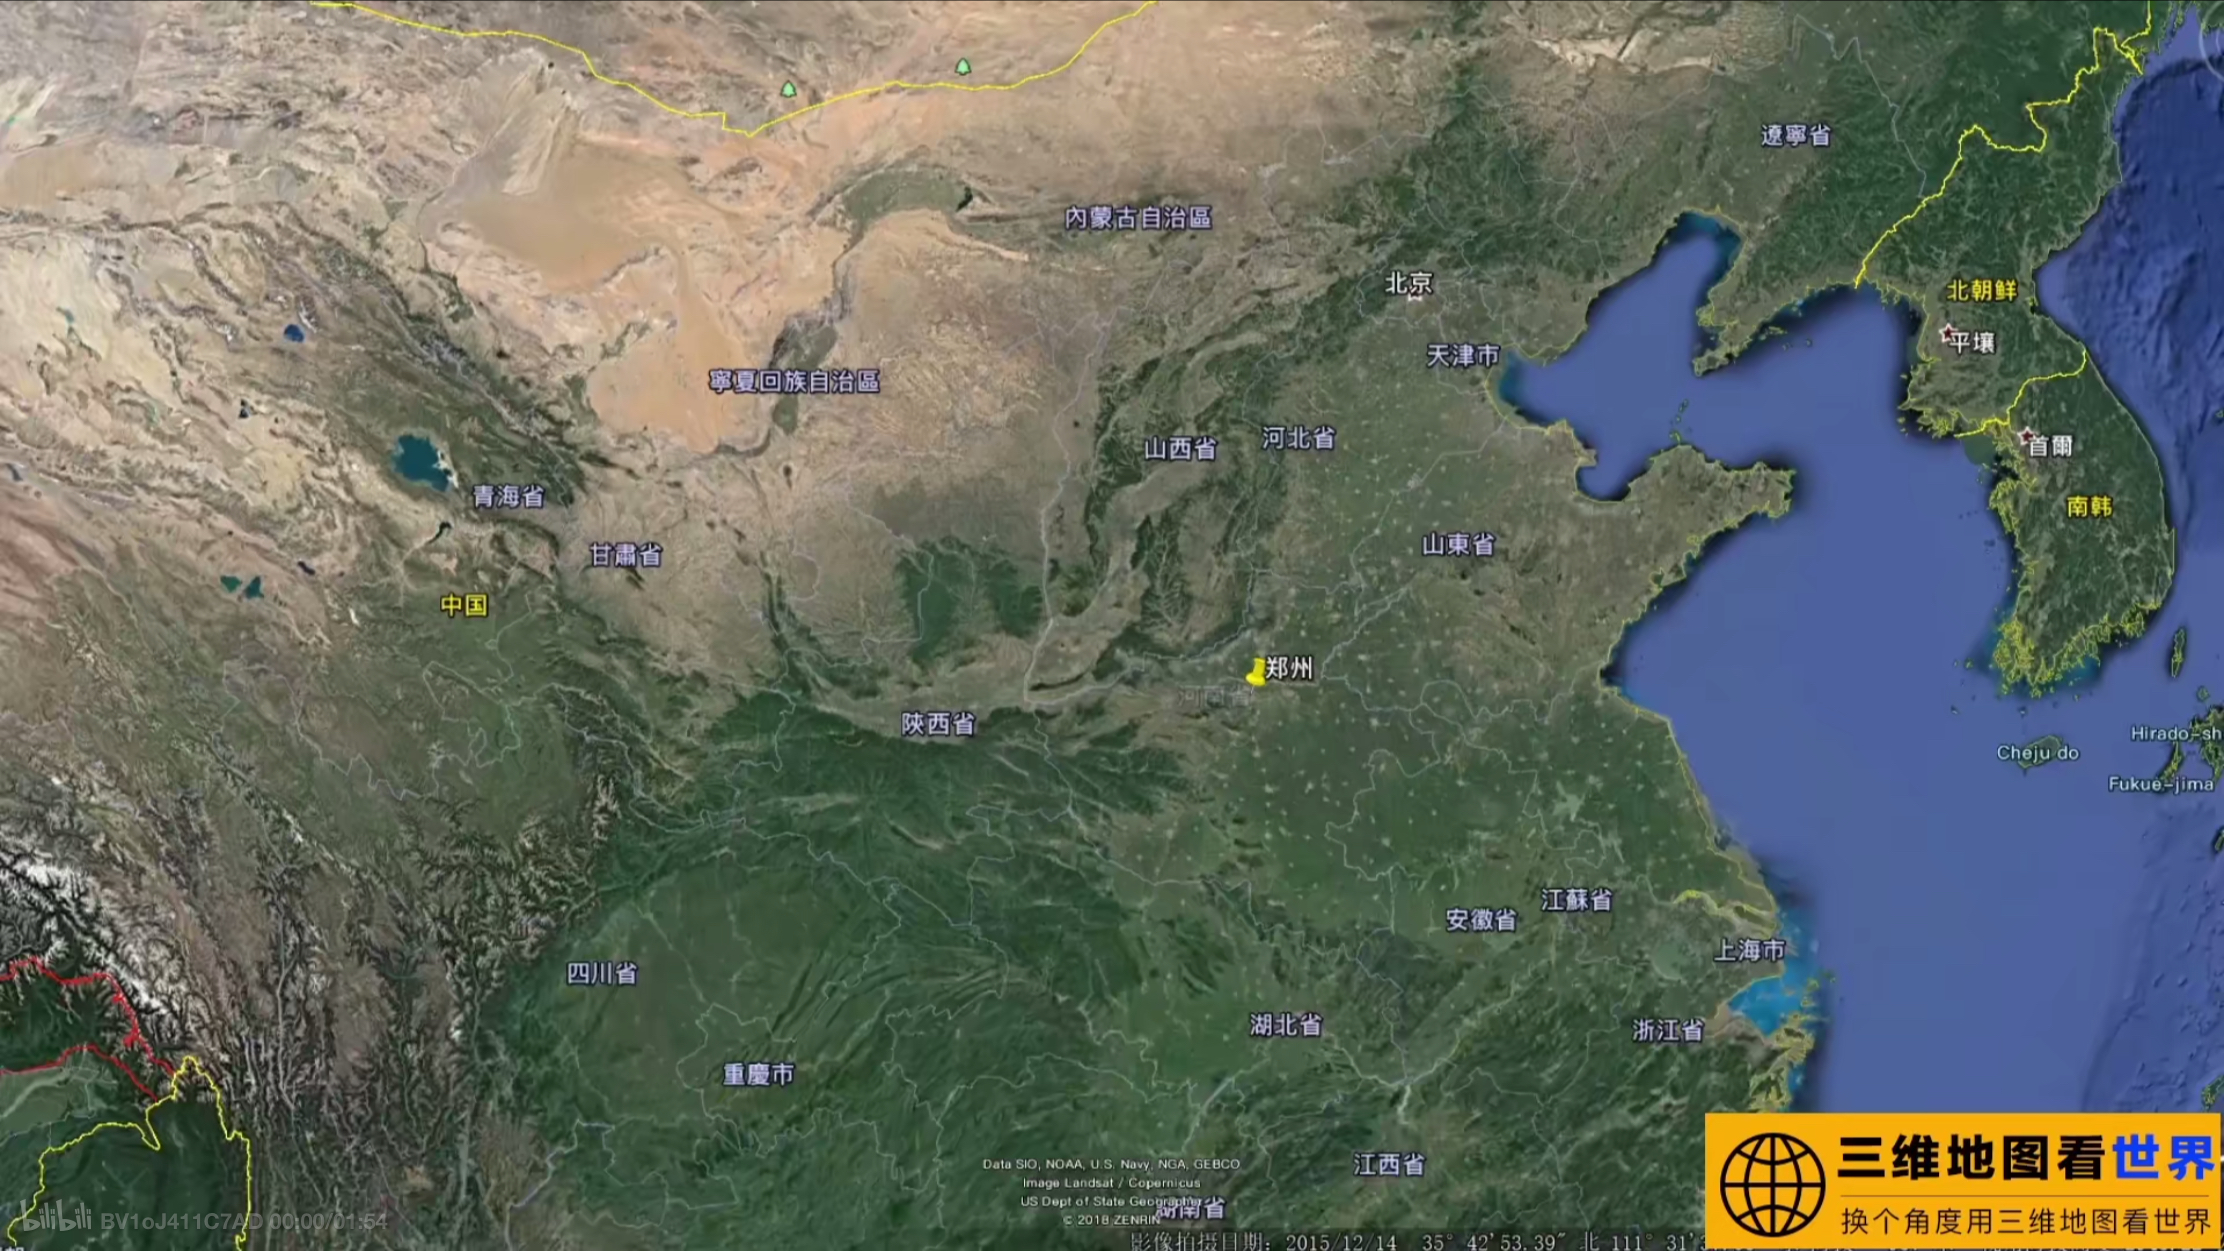 遼寧省
內蒙古自治區
北京
北朝鮮
平壤
天津市
寧夏回族自治區
山西省
河北省
首爾
青海省
南韩
甘肅省
山東省
中国
郑州
河南省
陝西省
Hirado-sh
Cheju do
Fukue-jima
江蘇省
安徽省
上海市
四川省
湖北省
浙江省
重慶市
江西省
Data SIO, NOAA, U.S. Navy, NGA, GEBCO
Image Landsat / Copernicus
US Dept of State Geographer
湖南省
© 2018 ZENRIN
影像拍摄日期: 2015/12/14 35° 42'53.39" 北 111° 31'3
bilibili BV1oJ411C7AD 00:00/01:54
三维地图看世界
换个角度用三维地图看世界